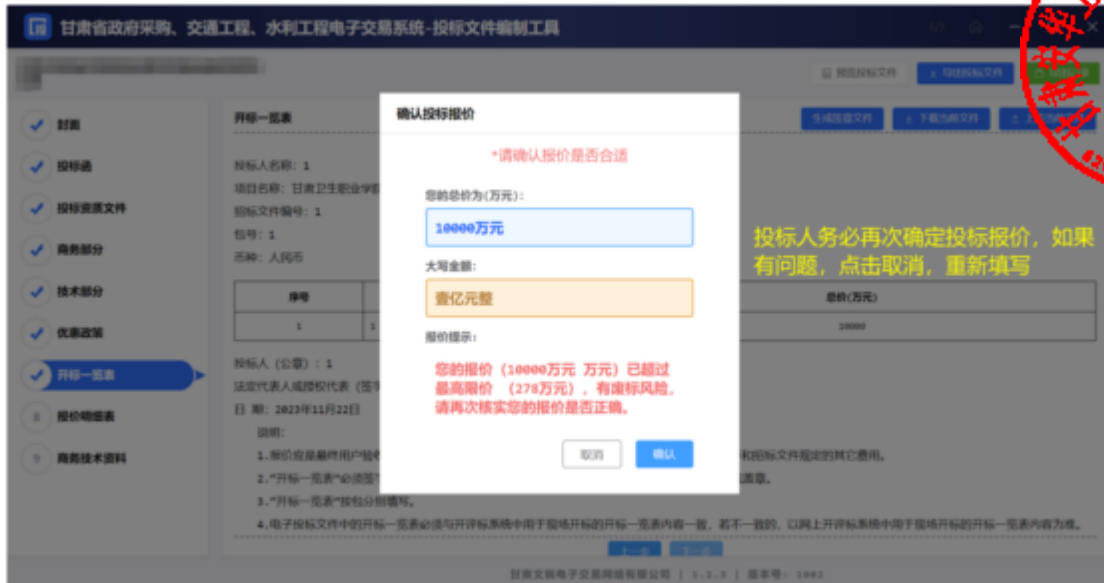 甘肃省政府采购、交通工程、水利工程电子交易系统-投标文件编制工具
预览投标文件
导出投标文件
封面
投标函
投标资质文件
商务部分
技术部分
优惠政策
开标一览表
8 报价明细表
9 商务技术资料
开标一览表
生成签章文件
下载当前文件
投标人名称: 1
项目名称: 甘肃卫生职业学院
招标文件编号: 1
包号: 1
币种: 人民币
序号
总价(万元)
1
1
10000
投标人 (公章) : 1
法定代表人或授权代表 (签字
日 期: 2023年11月22日
说明:
1.报价应是最终用户验收
和招标文件规定的其它费用。
2."开标一览表"必须签字
盖章。
3."开标一览表"按包分别填写。
4.电子投标文件中的开标一览表必须与开评标系统中用于现场开标的开标一览表内容一致, 若不一致的, 以网上开评标系统中用于现场开标的开标一览表内容为准。
上一步
下一步
甘肃文锐电子交易网络有限公司 | 1.2.3 | 版本号: 1002
确认投标报价
*请确认报价是否合适
您的总价为(万元):
10000万元
大写金额:
壹亿元整
报价提示:
您的报价 (10000万元 万元) 已超过
最高限价 (278万元) , 有废标风险,
请再次核实您的报价是否正确。
取消
确认
投标人务必再次确定投标报价, 如果
有问题, 点击取消, 重新填写